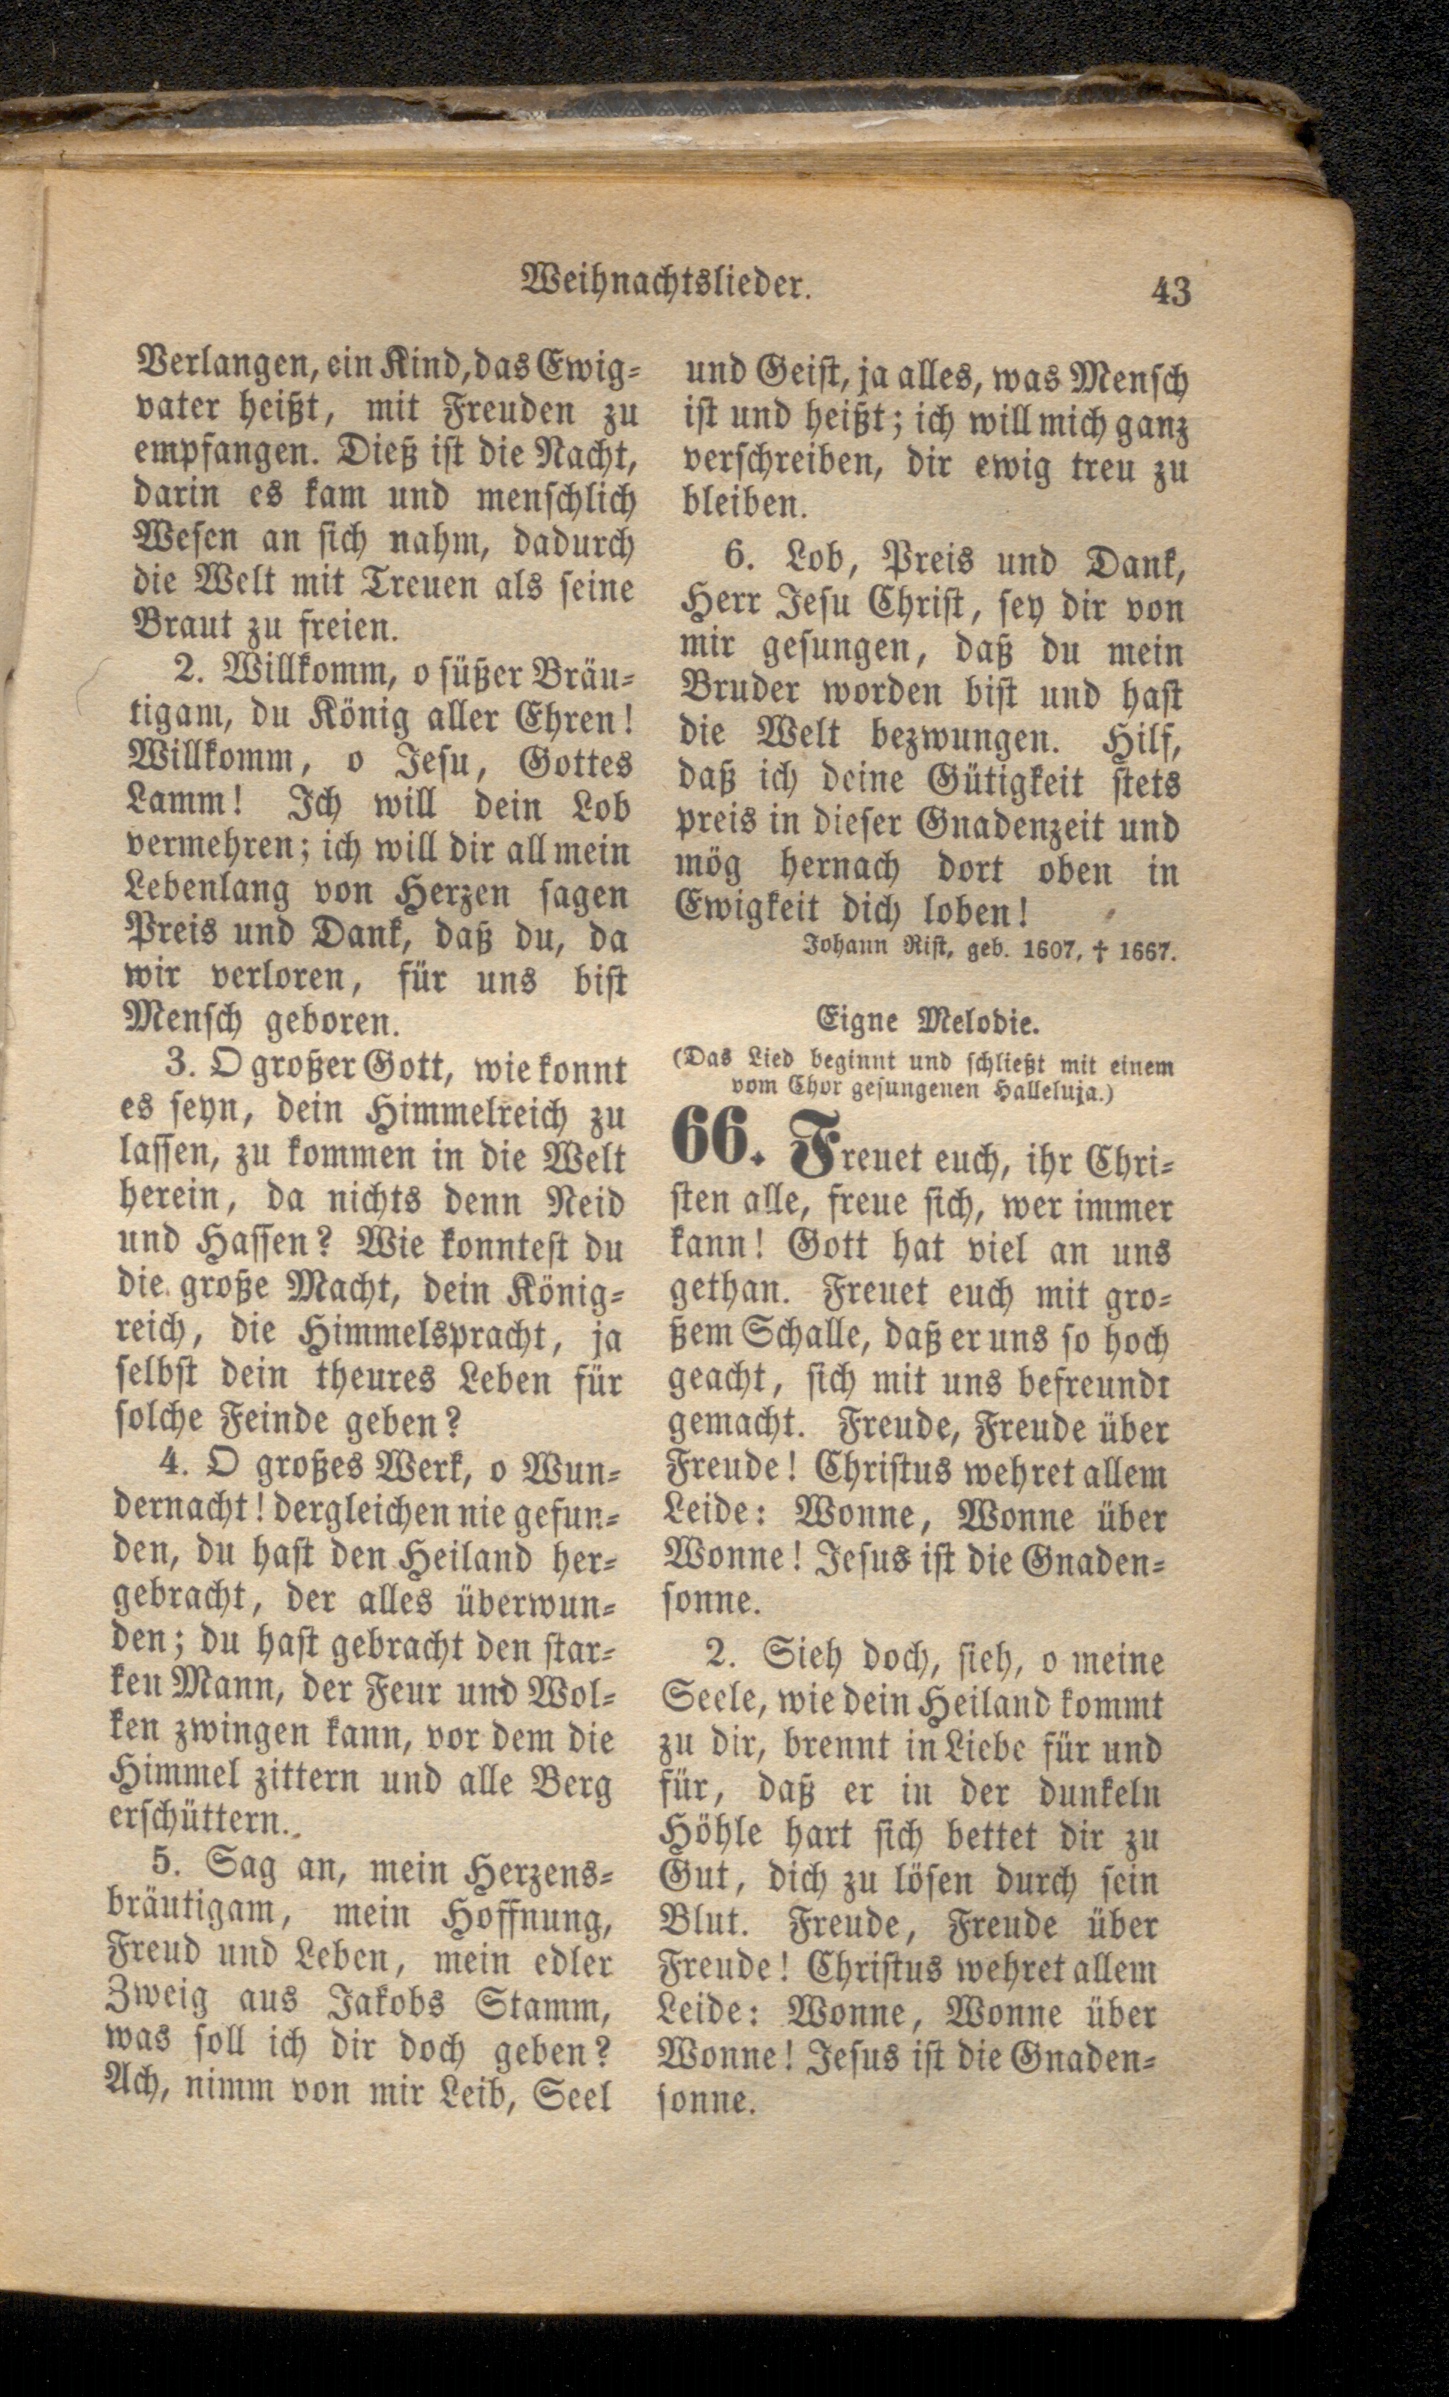 Weihnachtslieder. 43
Verlangen, ein Kind, das Ewig-
vater heißt, mit Freuden zu
empfangen. Dieß ist die Nacht,
darin es kam und menschlich
Wesen an sich nahm, dadurch
die Welt mit Treuen als seine
Braut zu freien.
2. Willkomm, o süßer Bräu-
tigam, du König aller Ehren!
Willkomm, o Jesu, Gottes
Lamm! Ich will dein Lob
vermehren; ich will dir all mein
Lebenlang von Herzen sagen
Preis und Dank, daß du, da
wir verloren, für uns bist
Mensch geboren.
3. O großer Gott, wie konnt
es seyn, dein Himmelreich zu
lassen, zu kommen in die Welt
herein, da nichts denn Neid
und Hassen? Wie konntest du
die große Macht, dein König-
reich, die Himmelspracht, ja
selbst dein theures Leben für
solche Feinde geben?
4. O großes Werk, o Wun-
dernacht! dergleichen nie gefun-
den, du hast den Heiland her-
gebracht, der alles überwun-
den; du hast gebracht den star-
ken Mann, der Feur und Wol-
ken zwingen kann, vor dem die
Himmel zittern und alle Berg
erschüttern.
5. Sag an, mein Herzens-
bräutigam, mein Hoffnung,
Freud und Leben, mein edler
Zweig aus Jakobs Stamm,
was soll ich dir doch geben?
Ach, nimm von mir Leib, Seel
und Geist, ja alles, was Mensch
ist und heißt; ich will mich ganz
verschreiben, dir ewig treu zu
bleiben.
6. Lob, Preis und Dank,
Herr Jesu Christ, sey dir von
mir gesungen, daß du mein
Bruder worden bist und hast
die Welt bezwungen. Hilf,
daß ich deine Gütigkeit stets
preis in dieser Gnadenzeit und
mög hernach dort oben in
Ewigkeit dich loben!
Johann Rist, geb. 1607, † 1667.
Eigne Melodie.
(Das Lied beginnt und schließt mit einem
vom Chor gesungenen Halleluja.)
66. Freuet euch, ihr Chri-
sten alle, freue sich, wer immer
kann! Gott hat viel an uns
gethan. Freuet euch mit gro-
ßem Schalle, daß er uns so hoch
geacht, sich mit uns befreundt
gemacht. Freude, Freude über
Freude! Christus wehret allem
Leide: Wonne, Wonne über
Wonne! Jesus ist die Gnaden-
sonne.
2. Sieh doch, sieh, o meine
Seele, wie dein Heiland kommt
zu dir, brennt in Liebe für und
für, daß er in der dunkeln
Höhle hart sich bettet dir zu
Gut, dich zu lösen durch sein
Blut. Freude, Freude über
Freude! Christus wehret allem
Leide: Wonne, Wonne über
Wonne! Jesus ist die Gnaden-
sonne.